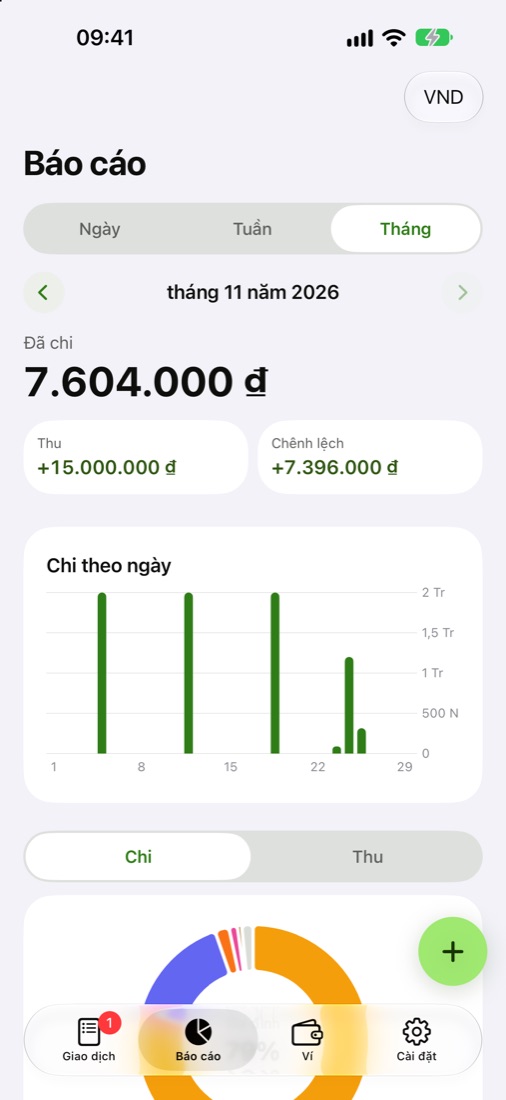 09:41
VND
Báo cáo
Ngày Tuần Tháng
tháng 11 năm 2026
Đã chi
7.604.000 ₫
Thu
+15.000.000 ₫
Chênh lệch
+7.396.000 ₫
Chi theo ngày
2 Tr
1,5 Tr
1 Tr
500 N
0
1 8 15 22 29
Chi Thu
+
1
Giao dịch Báo cáo Ví Cài đặt